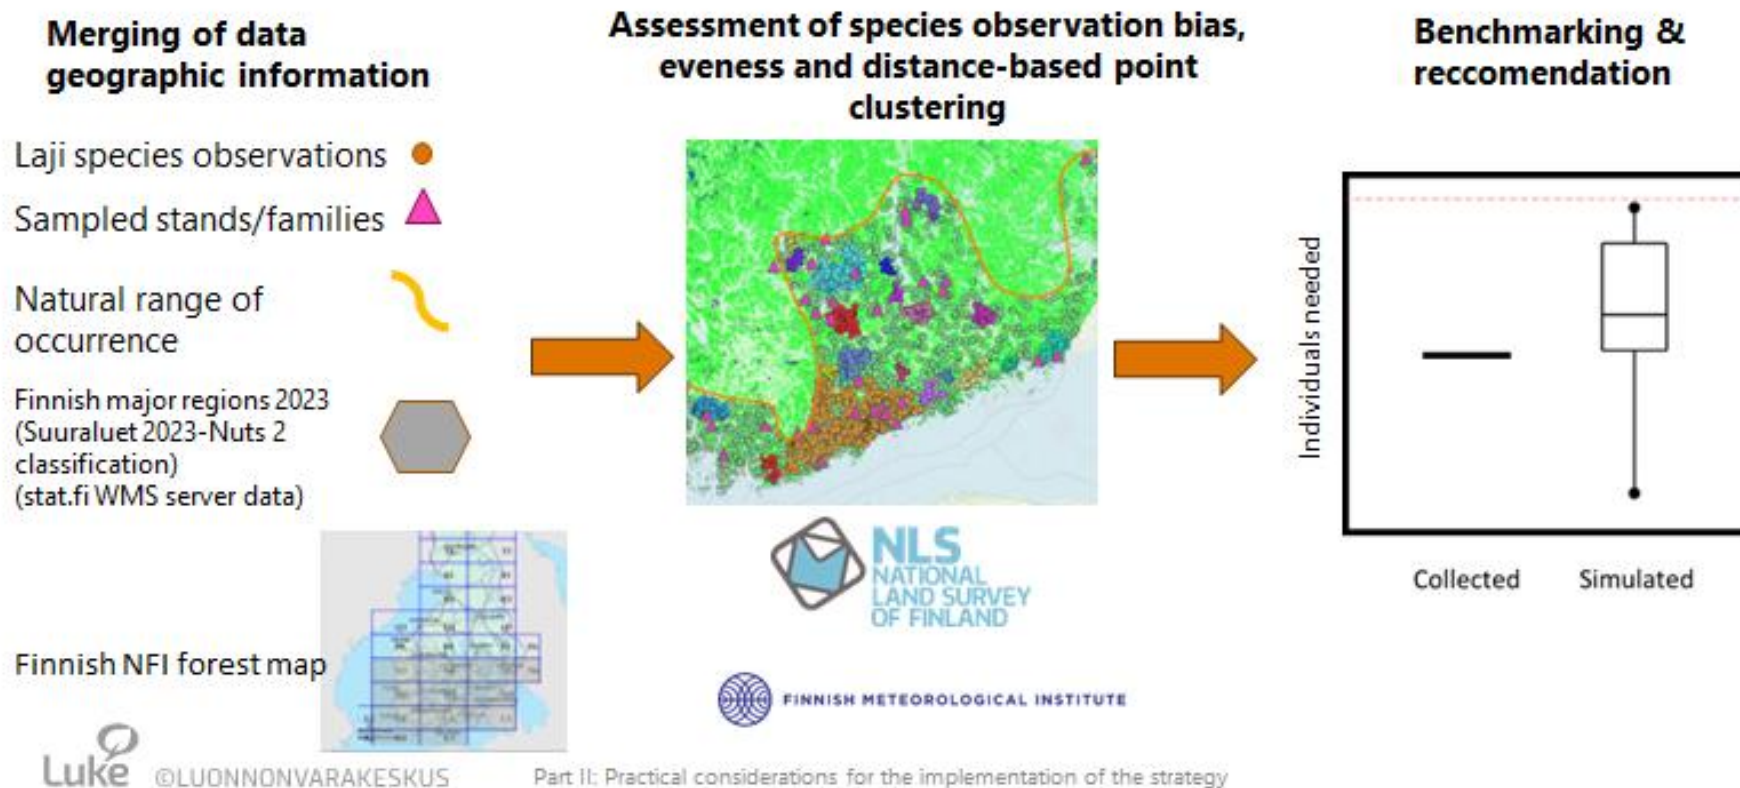 Merging of data
geographic information
Laji species observations
Sampled stands/families
Natural range of
occurrence
Finnish major regions 2023
(Suuraluet 2023-Nuts 2
classification)
(stat.fi WMS server data)
Finnish NFI forest map
Assessment of species observation bias,
eveness and distance-based point
clustering
NLS
NATIONAL
LAND SURVEY
OF FINLAND
FINNISH METEOROLOGICAL INSTITUTE
Benchmarking &
reccomendation
Individuals needed
Collected Simulated
Luke ©LUONNONVARAKESKUS
Part II: Practical considerations for the implementation of the strategy